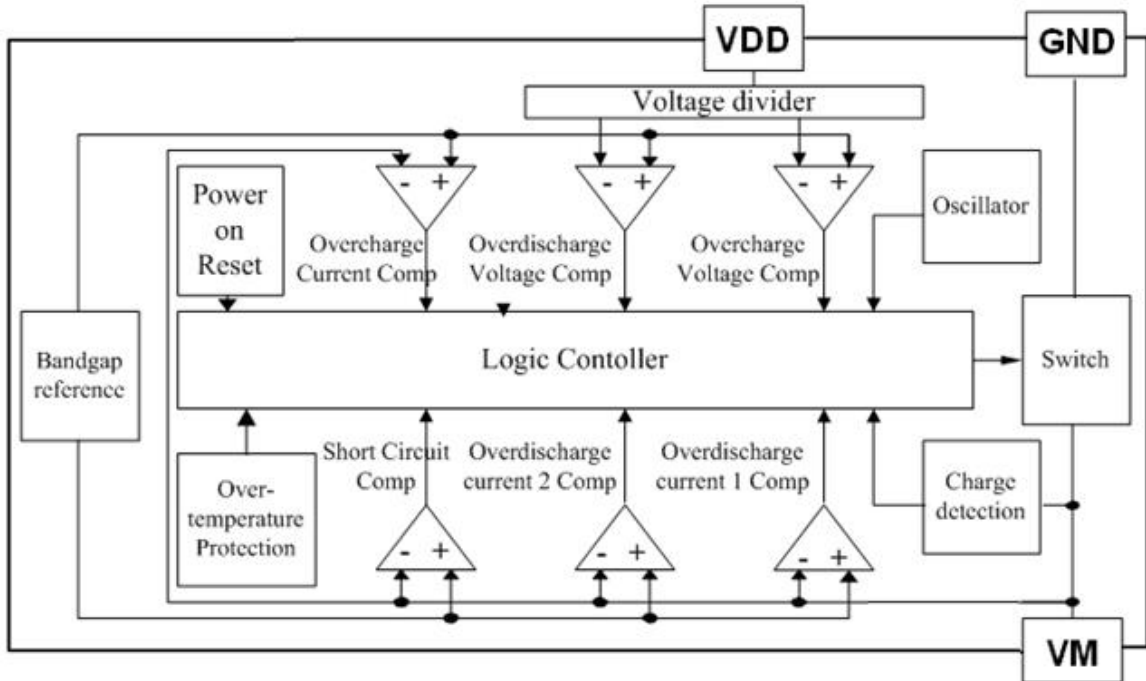 VDD
GND
Voltage divider
- +
- +
- +
Power
on
Reset
Oscillator
Overcharge
Current Comp
Overdischarge
Voltage Comp
Overcharge
Voltage Comp
Bandgap
reference
Logic Contoller
Switch
Short Circuit
Comp
Overdischarge
current 2 Comp
Overdischarge
current 1 Comp
Over-
temperature
Protection
Charge
detection
- +
- +
- +
VM